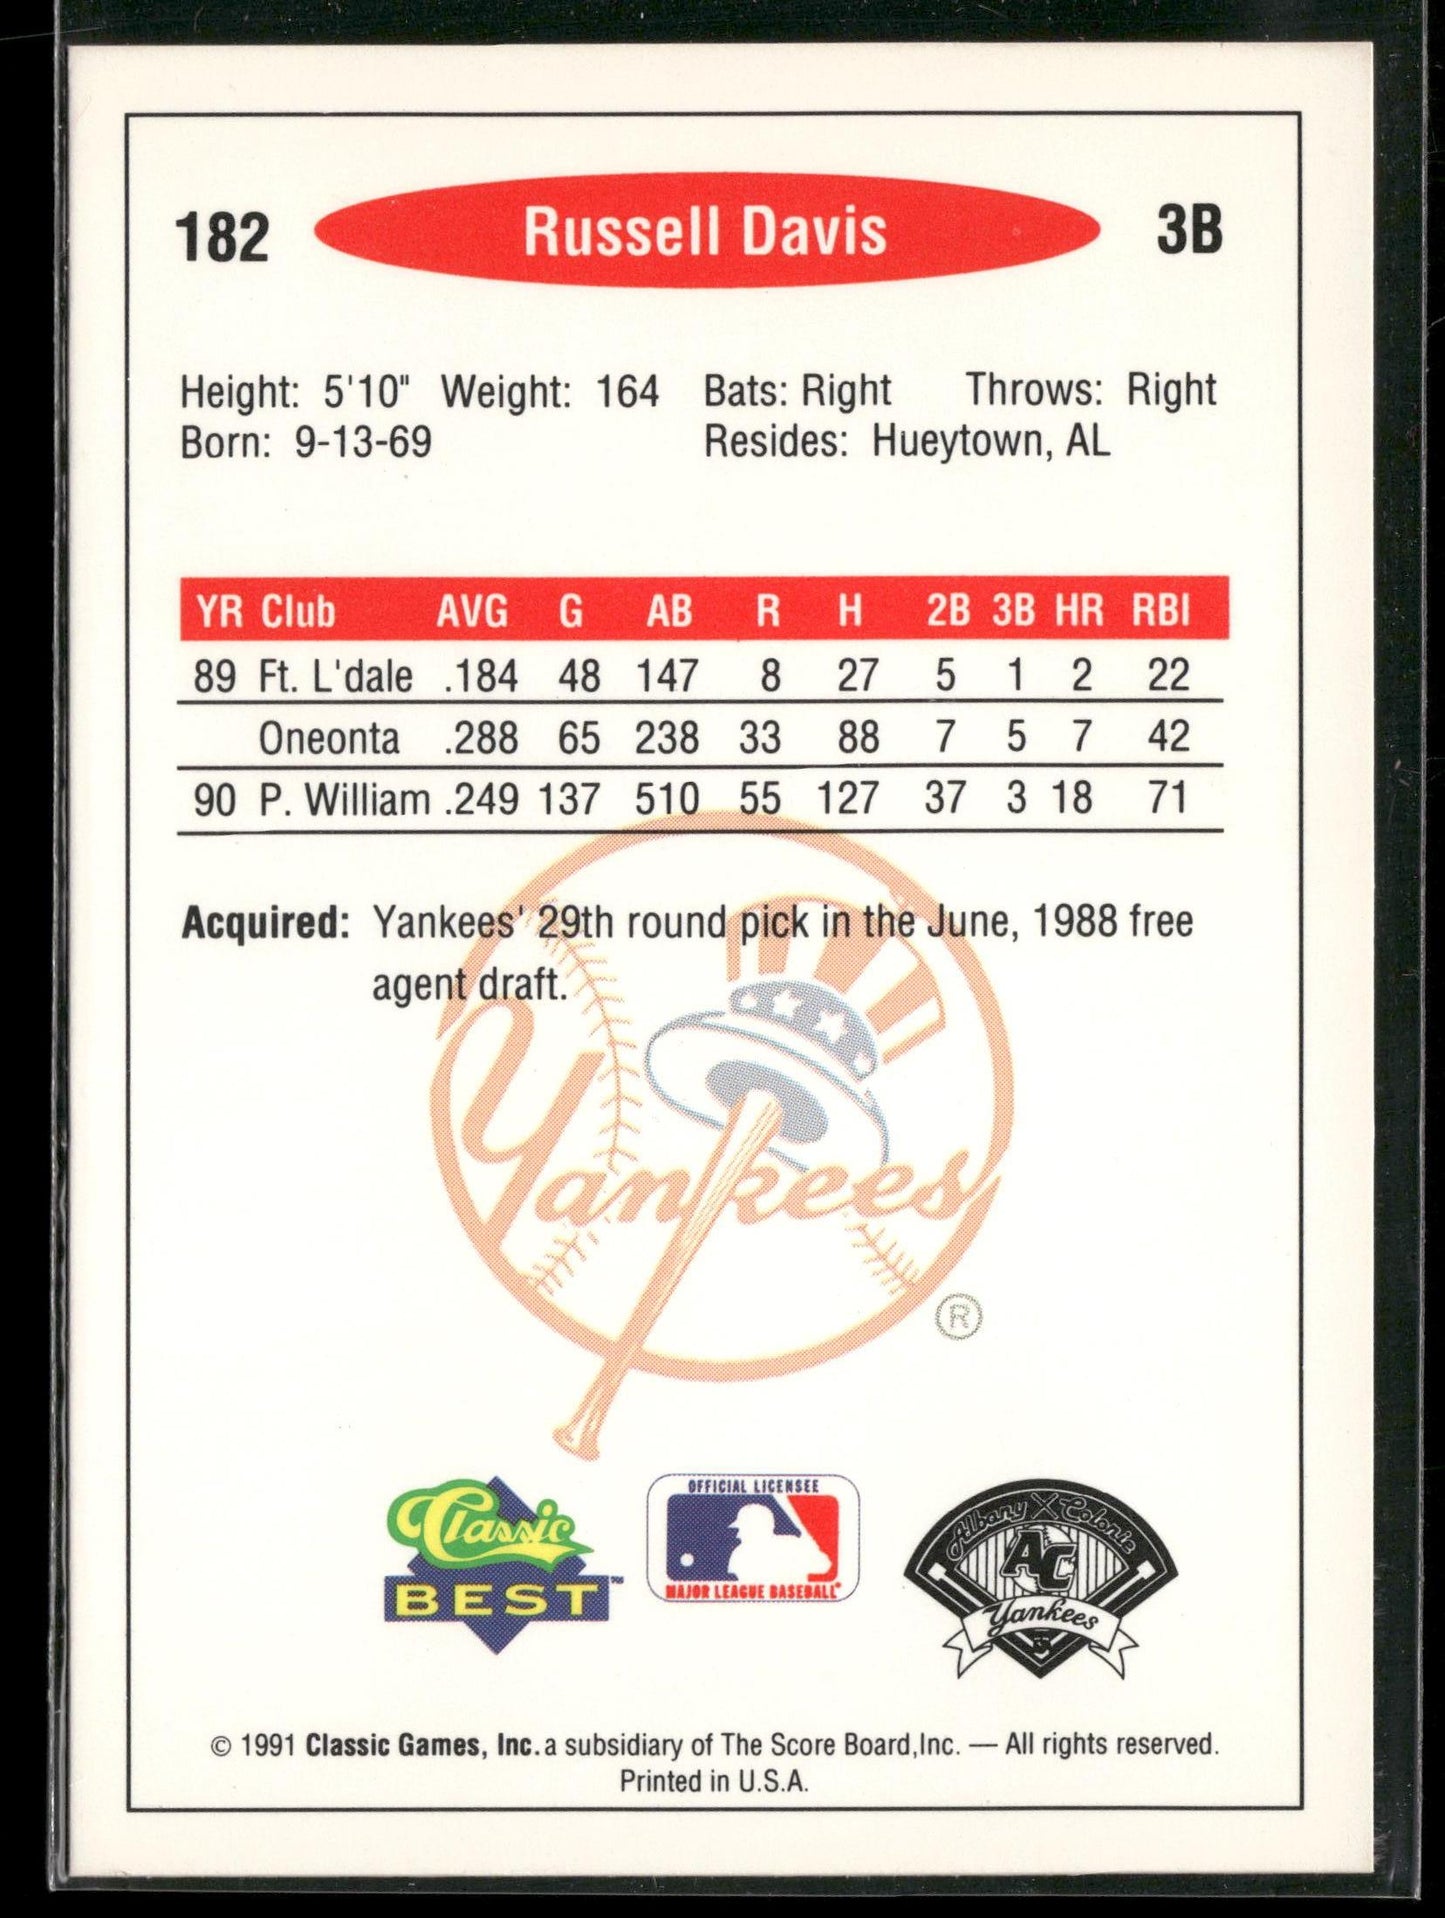 182 Russell Davis 3B
Height: 5'10" Weight: 164 Bats: Right Throws: Right
Born: 9-13-69 Resides: Hueytown, AL
YR Club AVG G AB R H 2B 3B HR RBI
89 Ft. L'dale .184 48 147 8 27 5 1 2 22
Oneonta .288 65 238 33 88 7 5 7 42
90 P. William .249 137 510 55 127 37 3 18 71
Acquired: Yankees' 29th round pick in the June, 1988 free
agent draft.
Yankees
®
Classic
BEST™
OFFICIAL LICENSEE
MAJOR LEAGUE BASEBALL
Albany Colonie
AC
Yankees
© 1991 Classic Games, Inc. a subsidiary of The Score Board,Inc. — All rights reserved.
Printed in U.S.A.